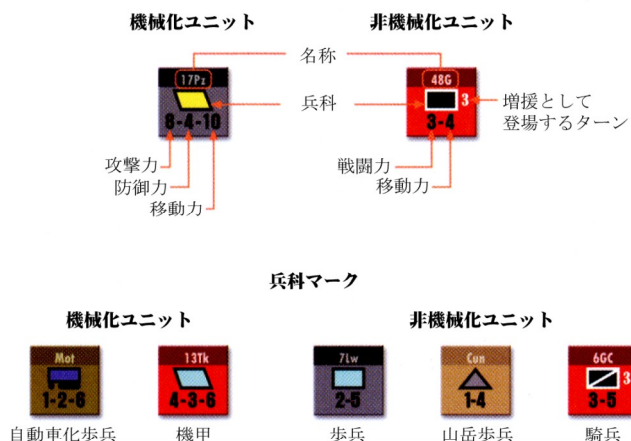 機械化ユニット
非機械化ユニット
名称
17Pz
48G
兵科
3
増援として
登場するターン
8-4-10
3-4
攻撃力
防御力
移動力
戦闘力
移動力
兵科マーク
機械化ユニット
非機械化ユニット
Mot
13Tk
7Lw
Cun
6GC
3
1-2-6
4-3-6
2-5
1-4
3-5
自動車化歩兵
機甲
歩兵
山岳歩兵
騎兵